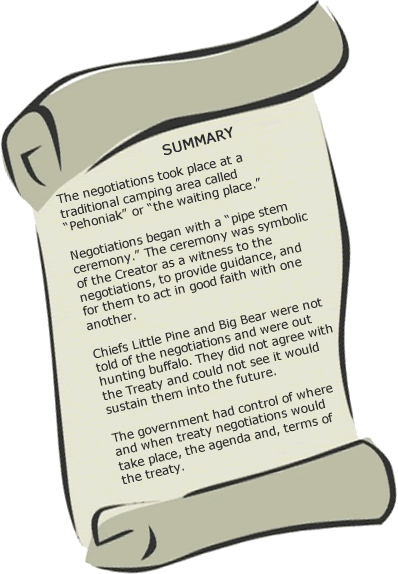 SUMMARY
The negotiations took place at a
traditional camping area called
“Pehoniak” or “the waiting place.”
Negotiations began with a “pipe stem
ceremony.” The ceremony was symbolic
of the Creator as a witness to the
negotiations, to provide guidance, and
for them to act in good faith with one
another.
Chiefs Little Pine and Big Bear were not
told of the negotiations and were out
hunting buffalo. They did not agree with
the Treaty and could not see it would
sustain them into the future.
The government had control of where
and when treaty negotiations would
take place, the agenda and, terms of
the treaty.